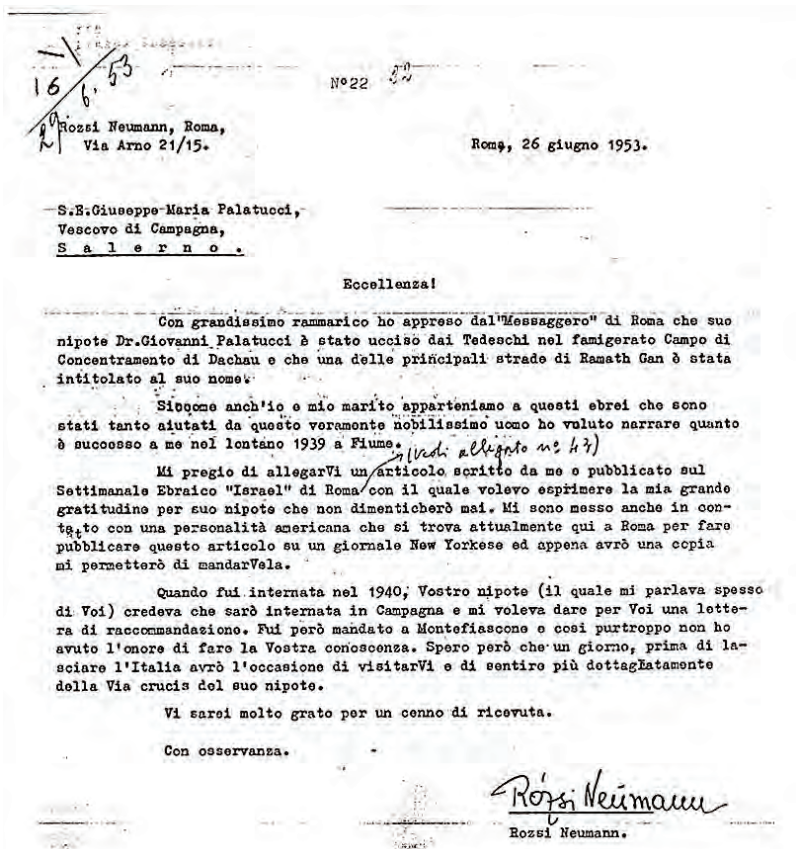 16
29/6.53
Nº22 22
Rozsi Neumann, Roma,
Via Arno 21/15.
Roma, 26 giugno 1953.
S.E.Giuseppe Maria Palatucci,
Vescovo di Campagna,
S a l e r n o .
Eccellenza!
Con grandissimo rammarico ho appreso dal"Messaggero" di Roma che suo
nipote Dr.Giovanni Palatucci è stato ucciso dai Tedeschi nel famigerato Campo di
Concentramento di Dachau e che una delle principali strade di Ramath Gan è stata
intitolato al suo nome.
Siccome anch'io e mio marito apparteniamo a questi ebrei che sono
stati tanto aiutati da questo veramente nobilissimo uomo ho voluto narrare quanto
è successo a me nel lontano 1939 a Fiume.
(vedi allegato nº 43)
Mi pregio di allegarVi un articolo scritto da me e pubblicato sul
Settimanale Ebraico "Israel" di Roma con il quale volevo esprimere la mia grande
gratitudine per suo nipote che non dimenticherò mai. Mi sono messo anche in con-
tatto con una personalità americana che si trova attualmente qui a Roma per fare
pubblicare questo articolo su un giornale New Yorkese ed appena avrò una copia
mi permetterò di mandarVela.
Quando fui internata nel 1940, Vostro nipote (il quale mi parlava spesso
di Voi) credeva che sarò internata in Campagna e mi voleva dare per Voi una lette-
ra di raccommandazione. Fui però mandato a Montefiascone e cosi purtroppo non ho
avuto l'onore di fare la Vostra conoscenza. Spero però che un giorno, prima di la-
sciare l'Italia avrò l'occasione di visitarVi e di sentire più dettagliatamente
della Via crucis del suo nipote.
Vi sarei molto grato per un cenno di ricevuta.
Con osservanza.
Rózsi Neumann
Rozsi Neumann.